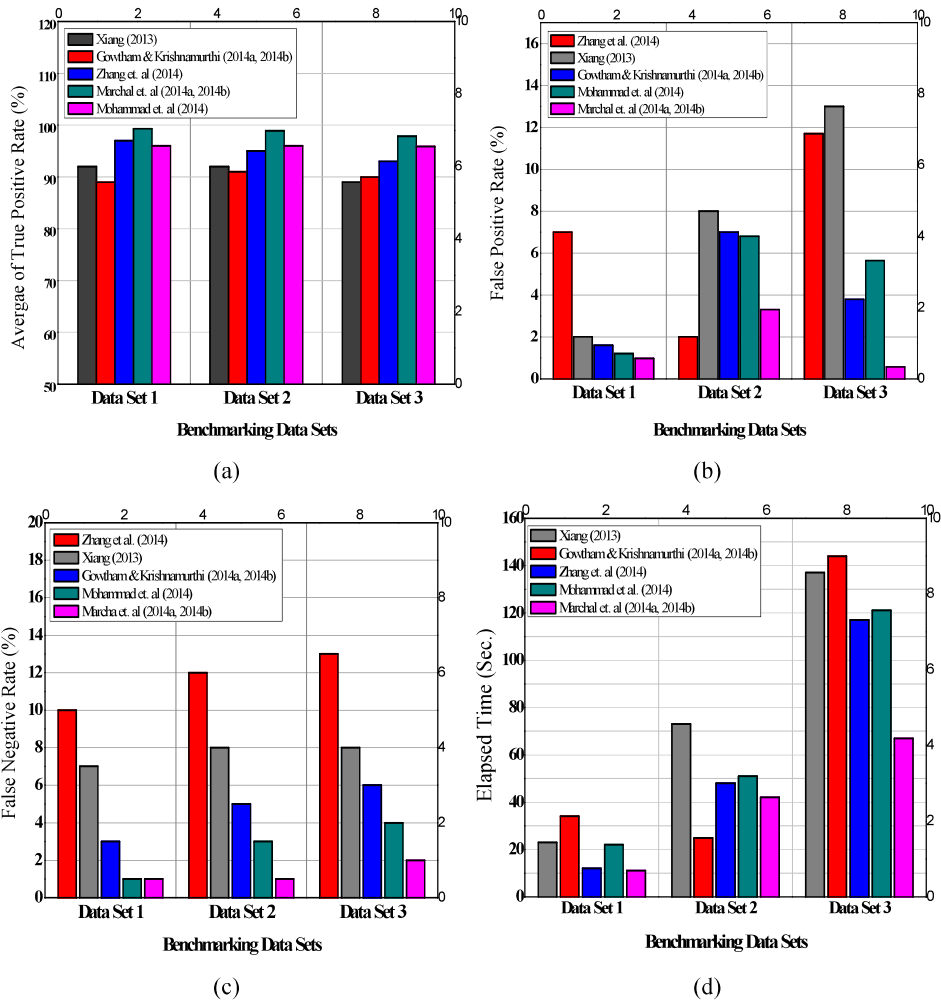 0 2 4 6 8 10
120
110
100
90
80
70
60
50
10
8
6
4
2
0
Xiang (2013)
Gowtham & Krishnamurthi (2014a, 2014b)
Zhang et. al (2014)
Marchal et. al (2014a, 2014b)
Mohammad et. al (2014)
Avergae of True Positive Rate (%)
Data Set 1 Data Set 2 Data Set 3
Benchmarking Data Sets
(a)
0 2 4 6 8 10
16
14
12
10
8
6
4
2
0
10
8
6
4
2
0
Zhang et al. (2014)
Xiang (2013)
Gowtham & Krishnamurthi (2014a, 2014b)
Mohammad et. al (2014)
Marchal et. al (2014a, 2014b)
False Positive Rate (%)
Data Set 1 Data Set 2 Data Set 3
Benchmarking Data Sets
(b)
0 2 4 6 8 10
20
18
16
14
12
10
8
6
4
2
0
10
8
6
4
2
0
Zhang et al. (2014)
Xiang (2013)
Gowtham & Krishnamurthi (2014a, 2014b)
Mohammad et. al (2014)
Marcha et. al (2014a, 2014b)
False Negative Rate (%)
Data Set 1 Data Set 2 Data Set 3
Benchmarking Data Sets
(c)
0 2 4 6 8 10
160
140
120
100
80
60
40
20
0
10
8
6
4
2
0
Xiang (2013)
Gowtham & Krishnamurthi (2014a, 2014b)
Zhang et. al (2014)
Mohammad et. al (2014)
Marchal et. al (2014a, 2014b)
Elapsed Time (Sec.)
Data Set 1 Data Set 2 Data Set 3
Benchmarking Data Sets
(d)